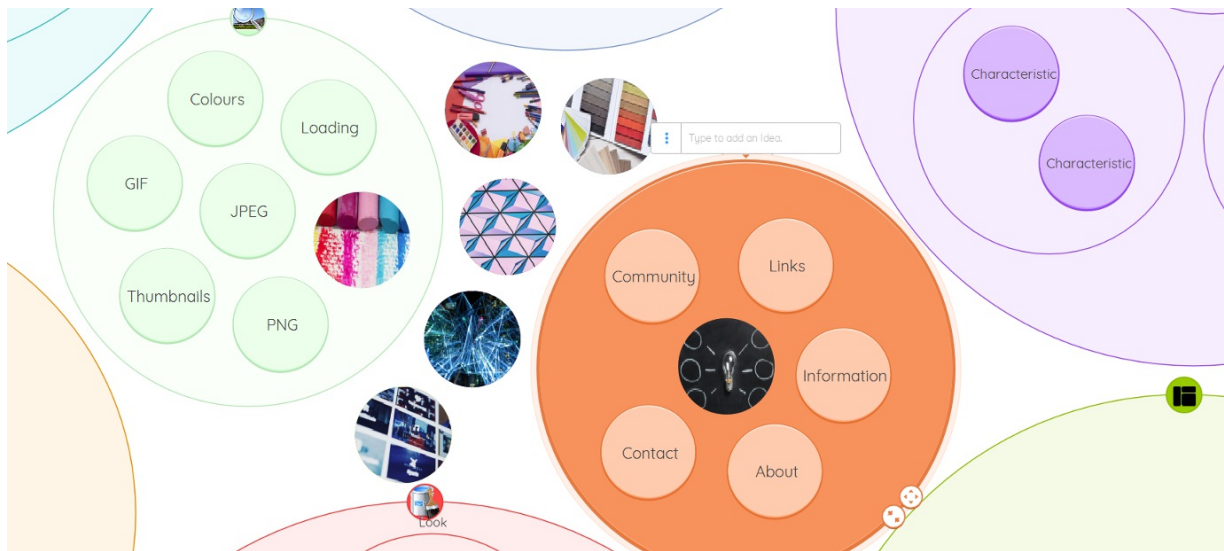 Colours
Loading
GIF
JPEG
Thumbnails
PNG
Type to add an idea.
Community
Links
Information
Contact
About
Characteristic
Characteristic
Look